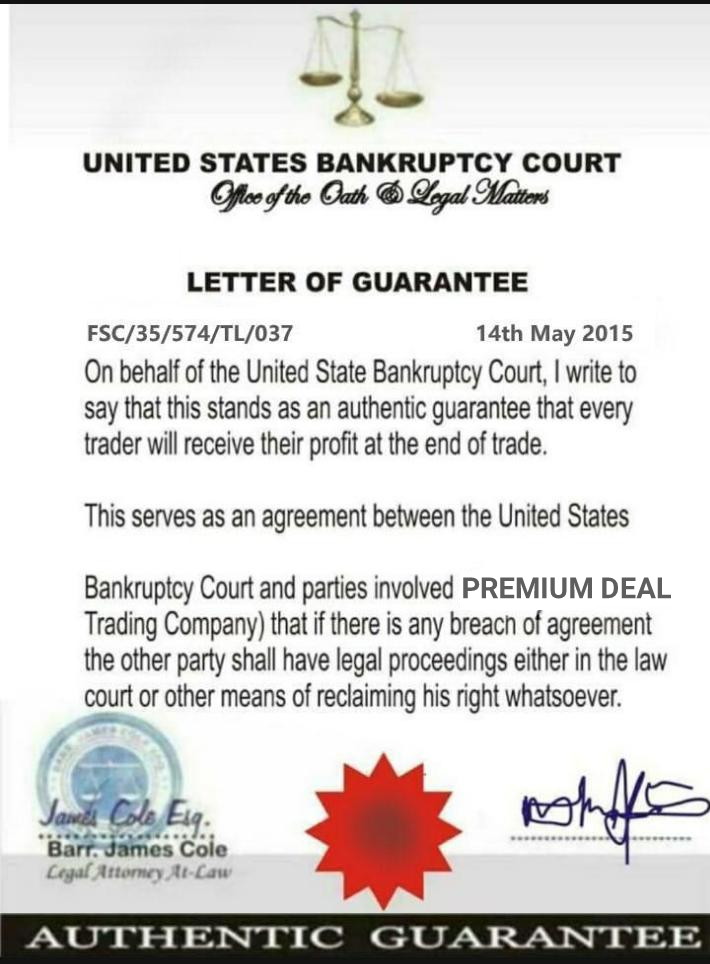 UNITED STATES BANKRUPTCY COURT
Office of the Oath & Legal Matters
LETTER OF GUARANTEE
FSC/35/574/TL/037 14th May 2015
On behalf of the United State Bankruptcy Court, I write to
say that this stands as an authentic guarantee that every
trader will receive their profit at the end of trade.
This serves as an agreement between the United States
Bankruptcy Court and parties involved PREMIUM DEAL
Trading Company) that if there is any breach of agreement
the other party shall have legal proceedings either in the law
court or other means of reclaiming his right whatsoever.
James Cole Esq.
Barr. James Cole
Legal Attorney At-Law
AUTHENTIC GUARANTEE